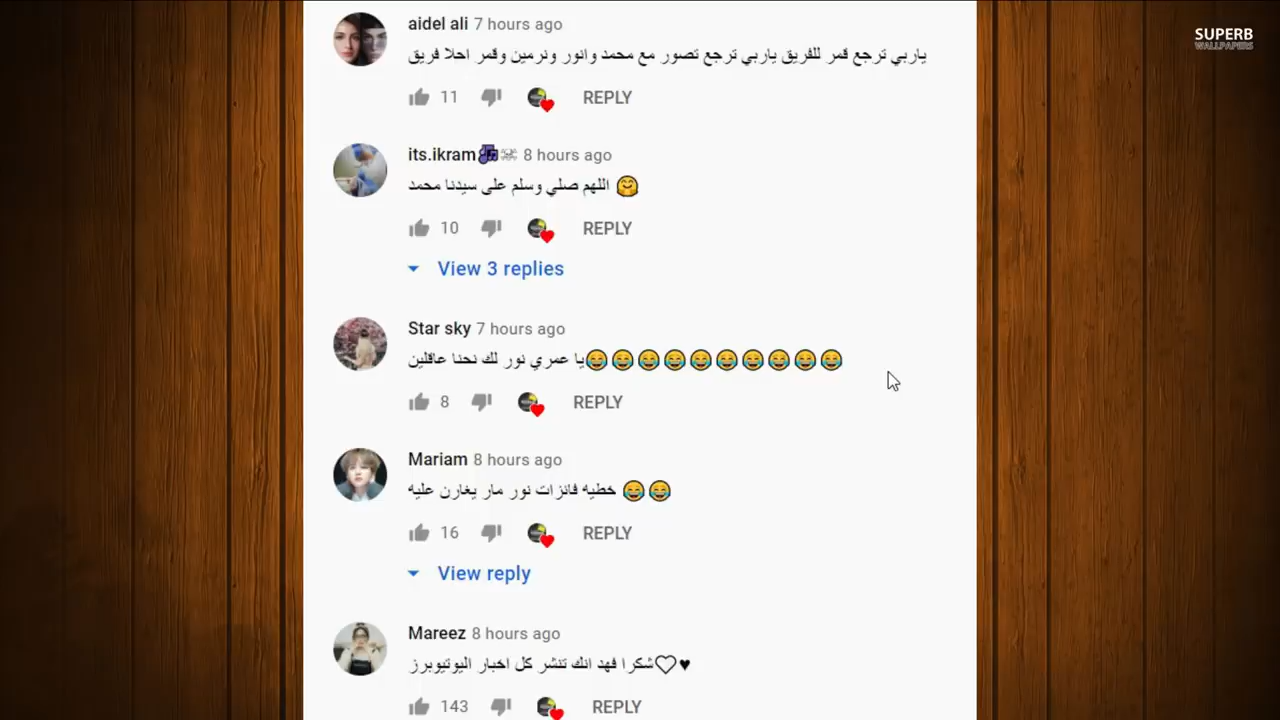 SUPERB
WALLPAPERS
aidel ali 7 hours ago
ياربي ترجع قمر للفريق ياربي ترجع تصور مع محمد وانور ونرمين وقمر احلا فريق
11 REPLY
its.ikram🎶☠ 8 hours ago
اللهم صلي وسلم على سيدنا محمد 🤗
10 REPLY
View 3 replies
Star sky 7 hours ago
يا عمري نور لك نحنا عاقلين😂😂😂😂😂😂😂😂😂😂
8 REPLY
Mariam 8 hours ago
خطيه فانزات نور مار يغارن عليه 😂😂
16 REPLY
View reply
Mareez 8 hours ago
شكرا فهد انك تنشر كل اخبار اليوتيوبرز♡♥
143 REPLY